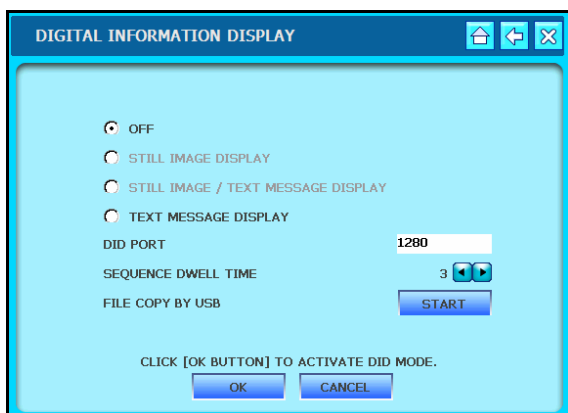 DIGITAL INFORMATION DISPLAY
OFF
STILL IMAGE DISPLAY
STILL IMAGE / TEXT MESSAGE DISPLAY
TEXT MESSAGE DISPLAY
DID PORT 1280
SEQUENCE DWELL TIME 3
FILE COPY BY USB START
CLICK [OK BUTTON] TO ACTIVATE DID MODE.
OK CANCEL